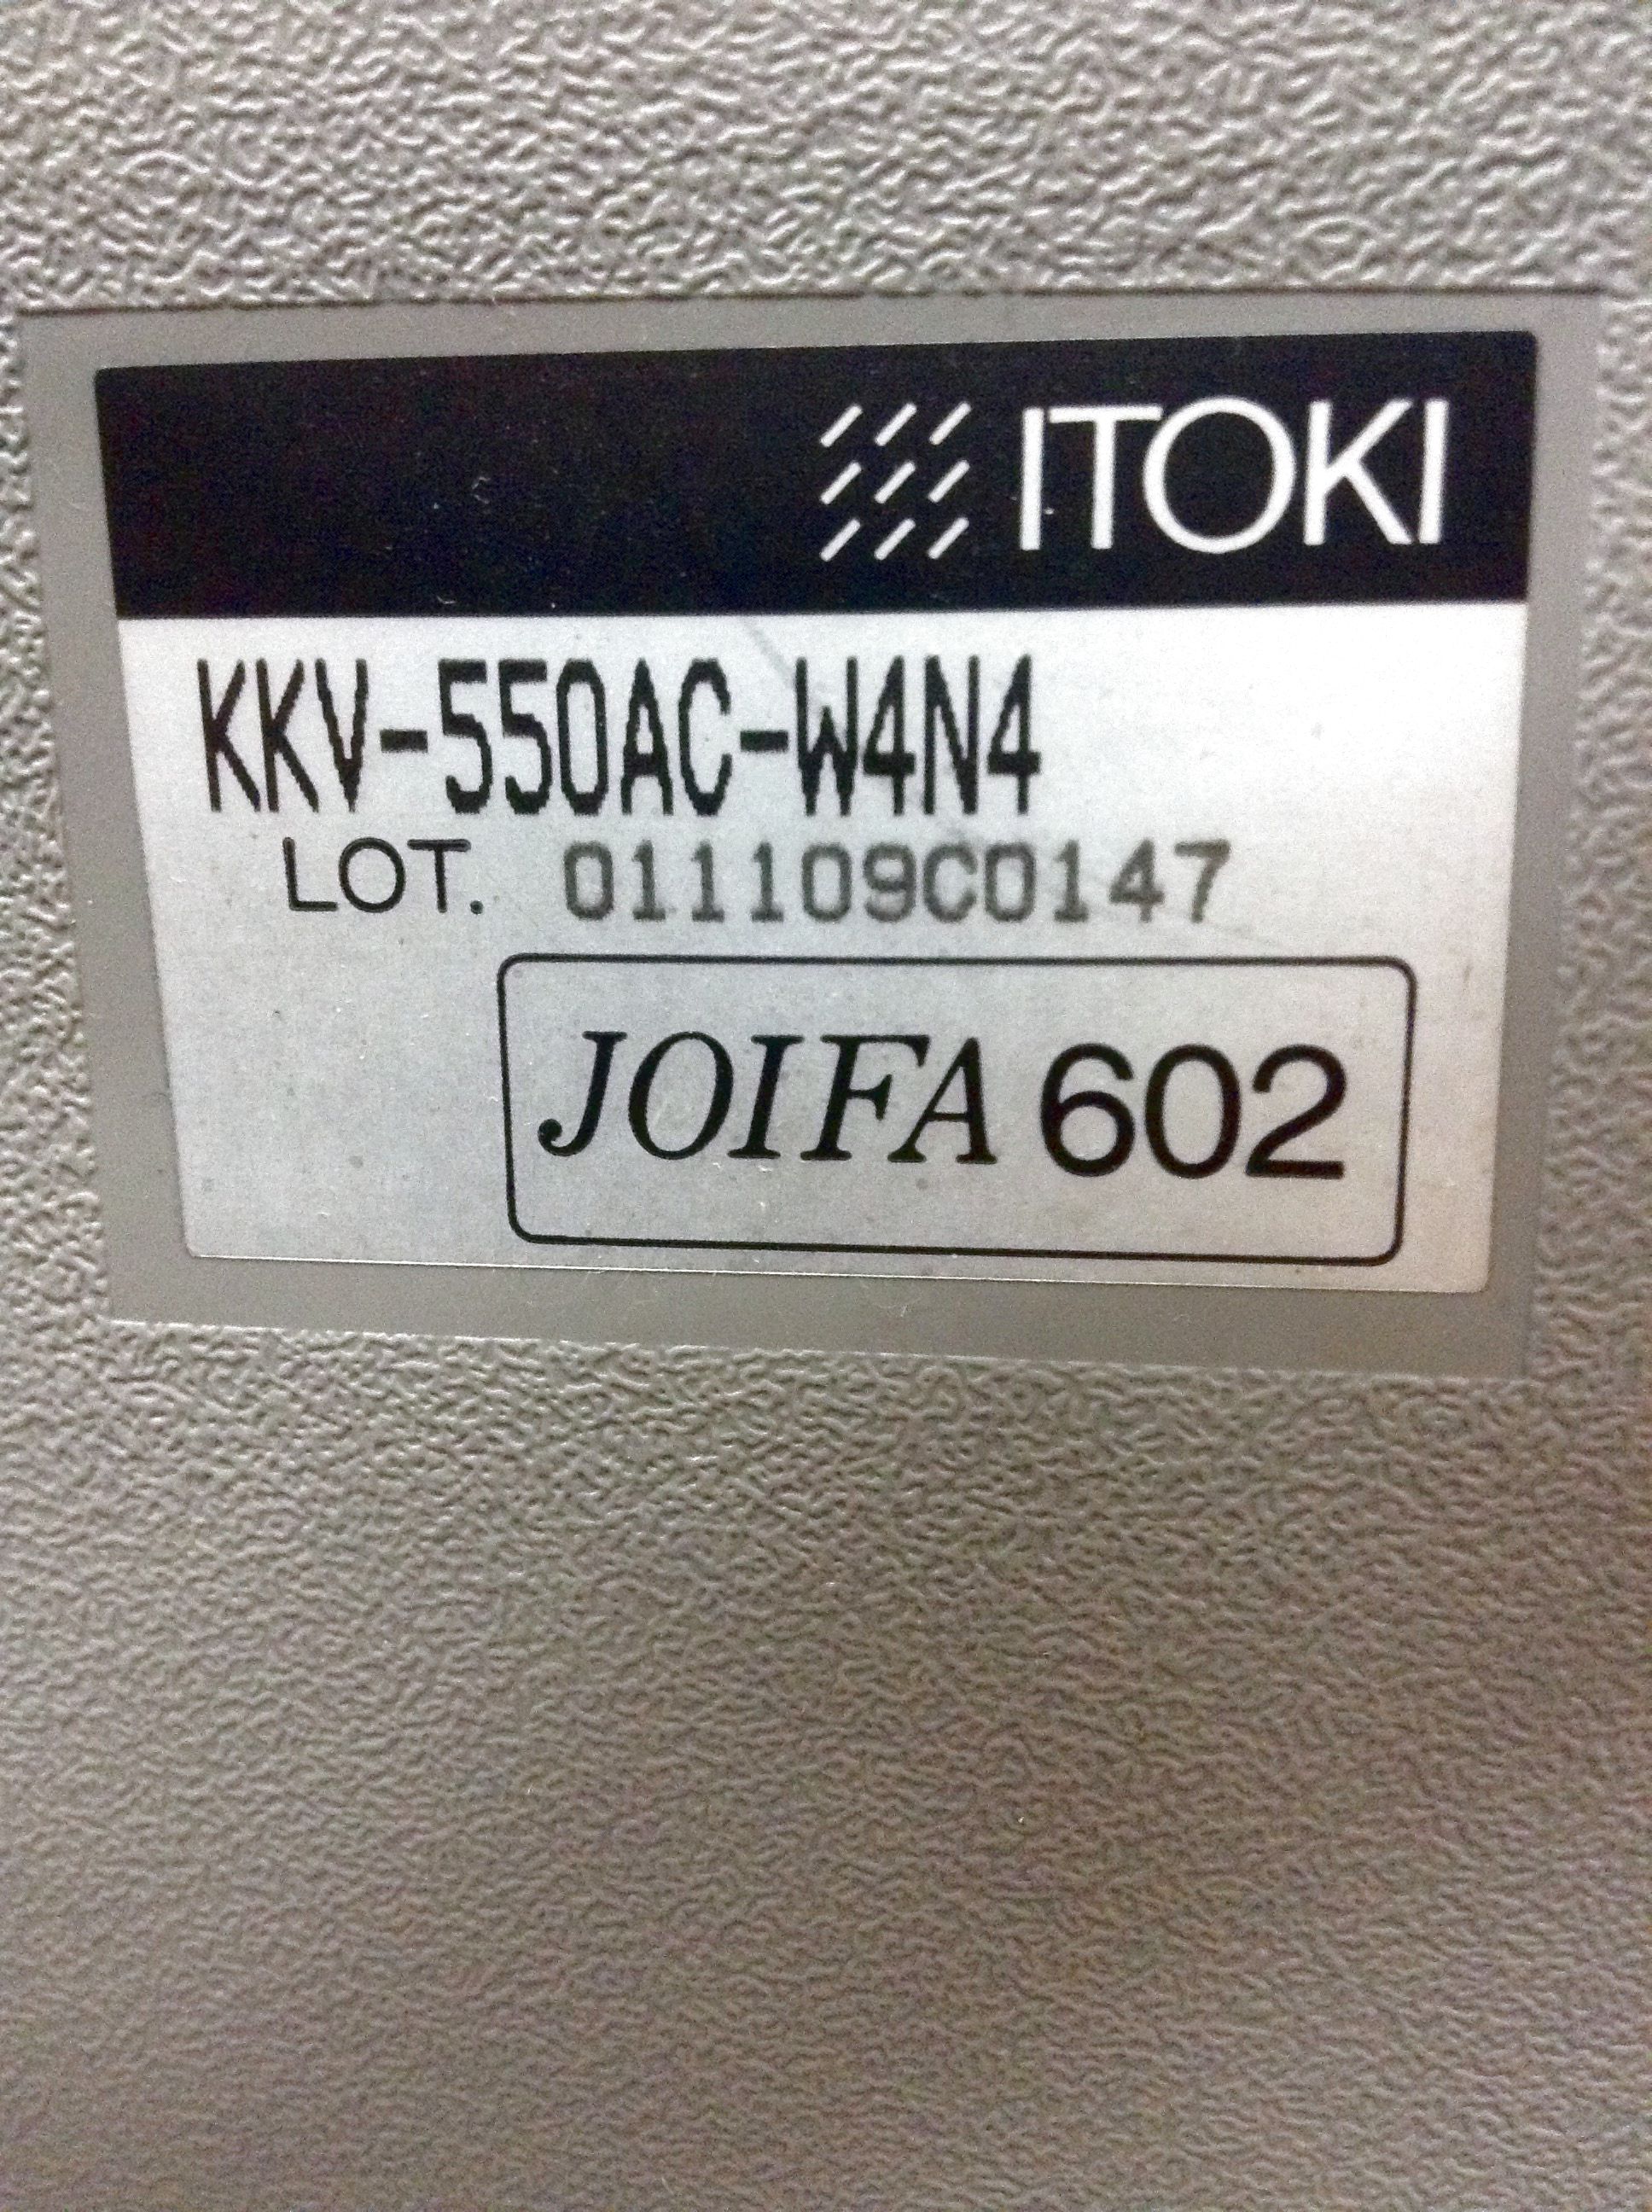 ITOKI
KKV-550AC-W4N4
LOT. 011109C0147
JOIFA 602